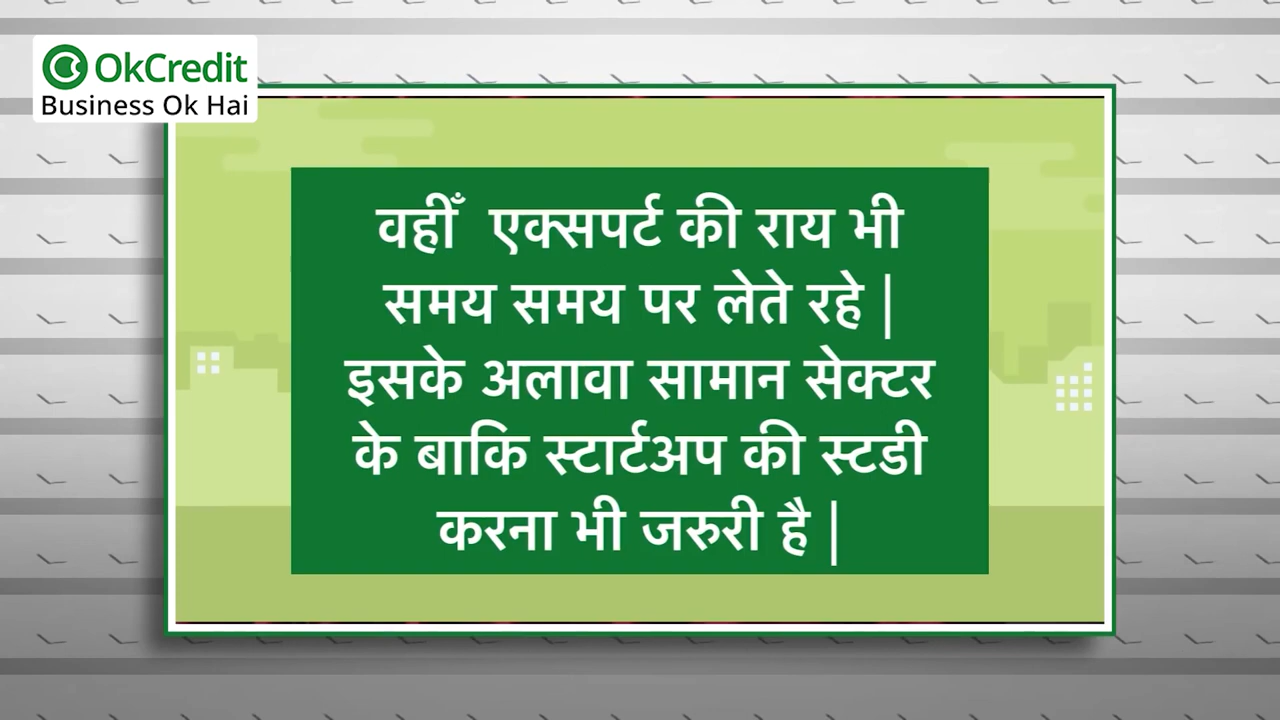 OkCredit
Business Ok Hai
वहीँ एक्सपर्ट की राय भी
समय समय पर लेते रहे |
इसके अलावा सामान सेक्टर
के बाकि स्टार्टअप की स्टडी
करना भी जरुरी है |